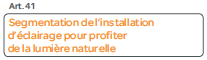 Art. 41
Segmentation de l'installation
d'éclairage pour profiter
de la lumière naturelle